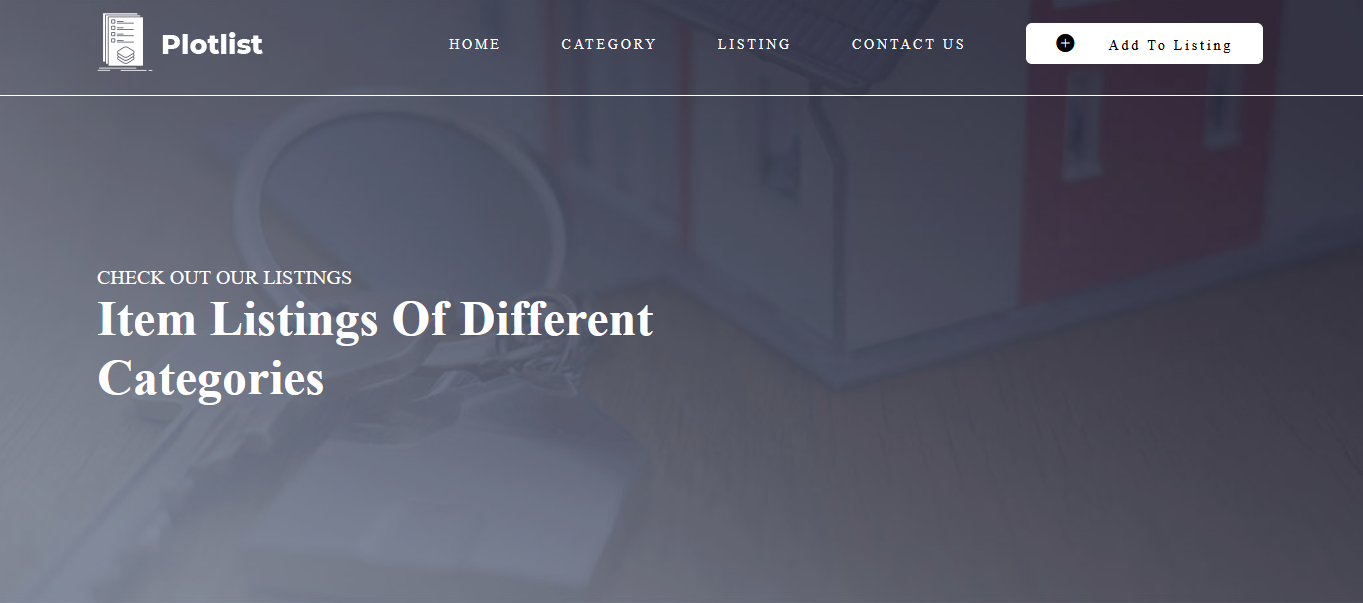 Plotlist
HOME
CATEGORY
LISTING
CONTACT US
Add To Listing
CHECK OUT OUR LISTINGS
Item Listings Of Different
Categories